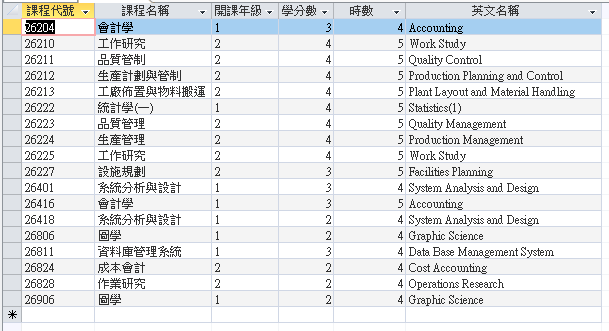 課程代號 課程名稱 開課年級 學分數 時數 英文名稱
26204 會計學 1 3 4 Accounting
26210 工作研究 2 4 5 Work Study
26211 品質管制 2 4 5 Quality Control
26212 生產計劃與管制 2 4 5 Production Planning and Control
26213 工廠佈置與物料搬運 2 4 5 Plant Layout and Material Handling
26222 統計學(一) 1 4 5 Statistics(1)
26223 品質管理 2 4 5 Quality Management
26224 生產管理 2 4 5 Production Management
26225 工作研究 2 4 5 Work Study
26227 設施規劃 2 3 5 Facilities Planning
26401 系統分析與設計 1 3 4 System Analysis and Design
26416 會計學 1 3 5 Accounting
26418 系統分析與設計 1 2 4 System Analysis and Design
26806 圖學 1 2 4 Graphic Science
26811 資料庫管理系統 1 3 4 Data Base Management System
26824 成本會計 2 2 4 Cost Accounting
26828 作業研究 2 2 4 Operations Research
26906 圖學 1 2 4 Graphic Science